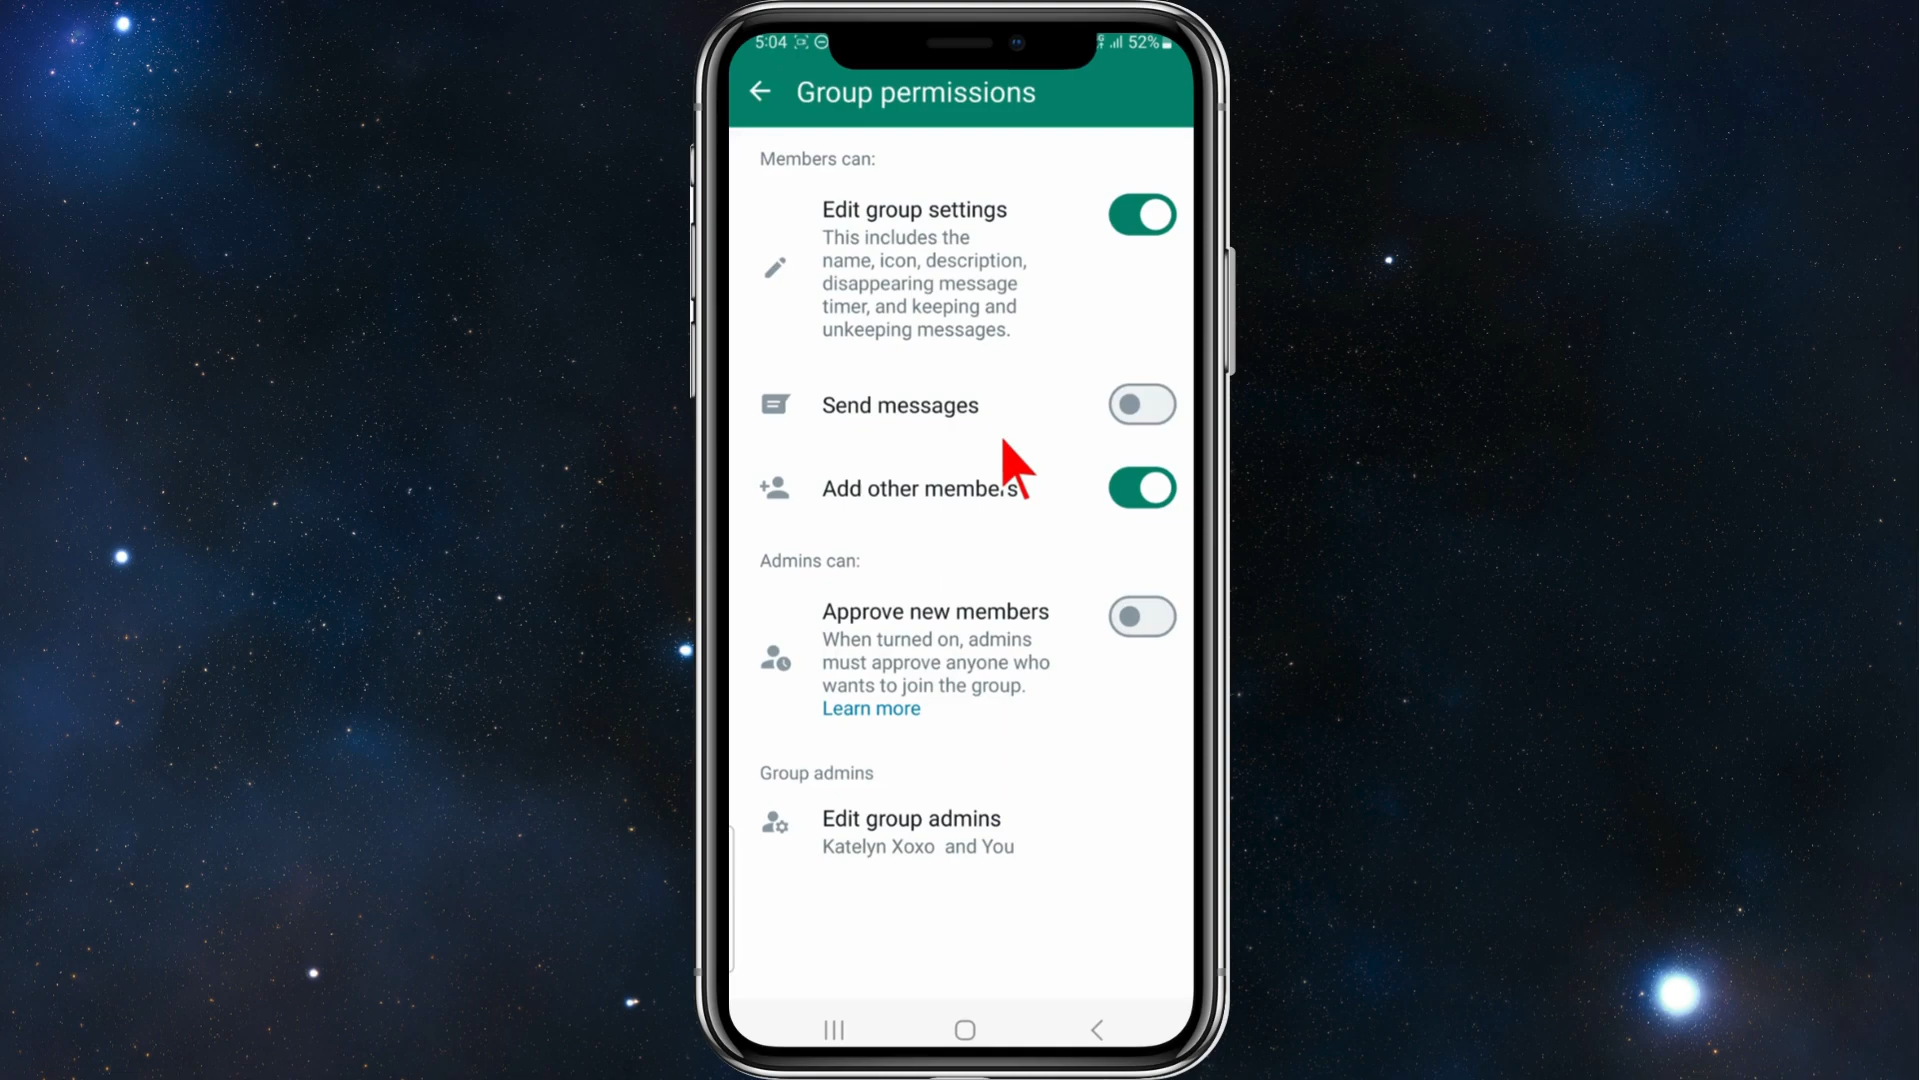 5:04
52%
Group permissions
Members can:
Edit group settings
This includes the
name, icon, description,
disappearing message
timer, and keeping and
unkeeping messages.
Send messages
Add other members
Admins can:
Approve new members
When turned on, admins
must approve anyone who
wants to join the group.
Learn more
Group admins
Edit group admins
Katelyn Xoxo and You